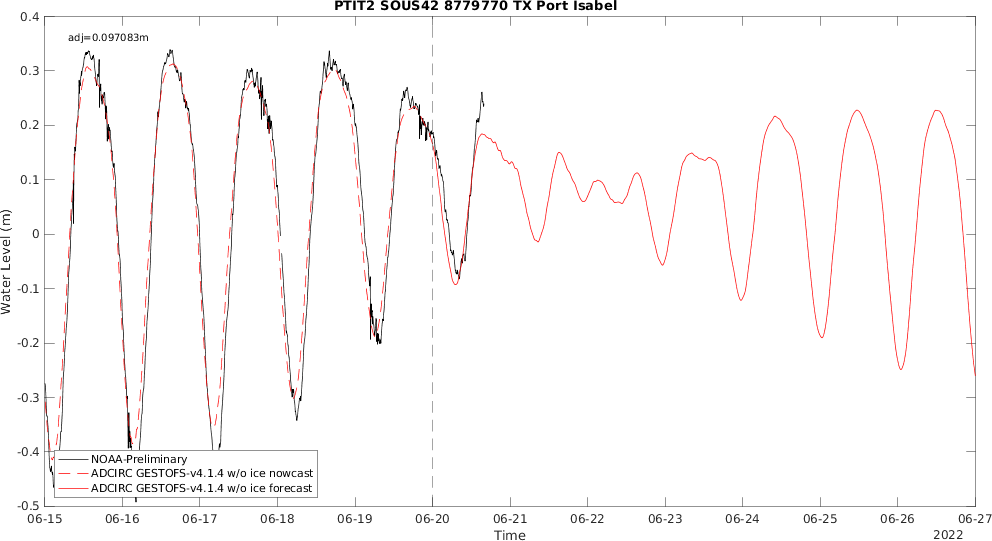 PTIT2 SOUS42 8779770 TX Port Isabel
adj=0.097083m
0.4
0.3
0.2
0.1
0
-0.1
-0.2
-0.3
-0.4
-0.5
Water Level (m)
NOAA-Preliminary
ADCIRC GESTOFS-v4.1.4 w/o ice nowcast
ADCIRC GESTOFS-v4.1.4 w/o ice forecast
06-15 06-16 06-17 06-18 06-19 06-20 06-21 06-22 06-23 06-24 06-25 06-26 06-27
Time
2022